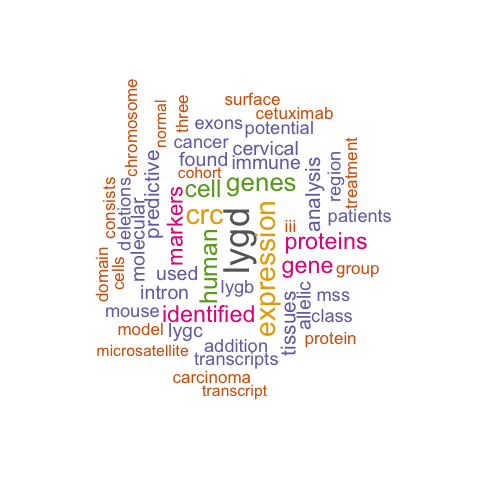 surface
cetuximab
three
normal
chromosome
exons
potential
cancer
cervical
found
immune
cohort
cell
genes
predictive
molecular
deletions
consists
domain
cells
markers
crc
human
lygd
expression
iii
analysis
region
treatment
patients
proteins
gene
group
used
lygb
intron
mouse
identified
tissues
allelic
mss
class
model
lygc
addition
protein
microsatellite
transcripts
carcinoma
transcript